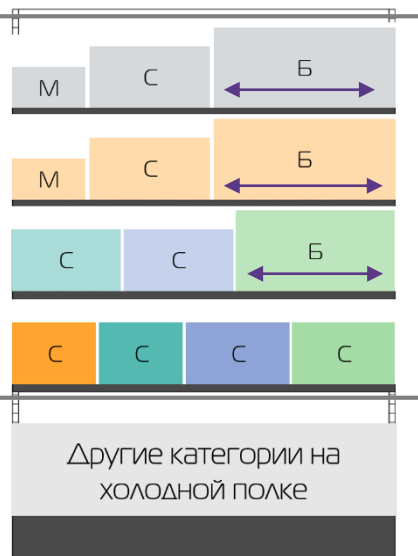 М С Б
М С Б
С С Б
С С С С
Другие категории на
холодной полке